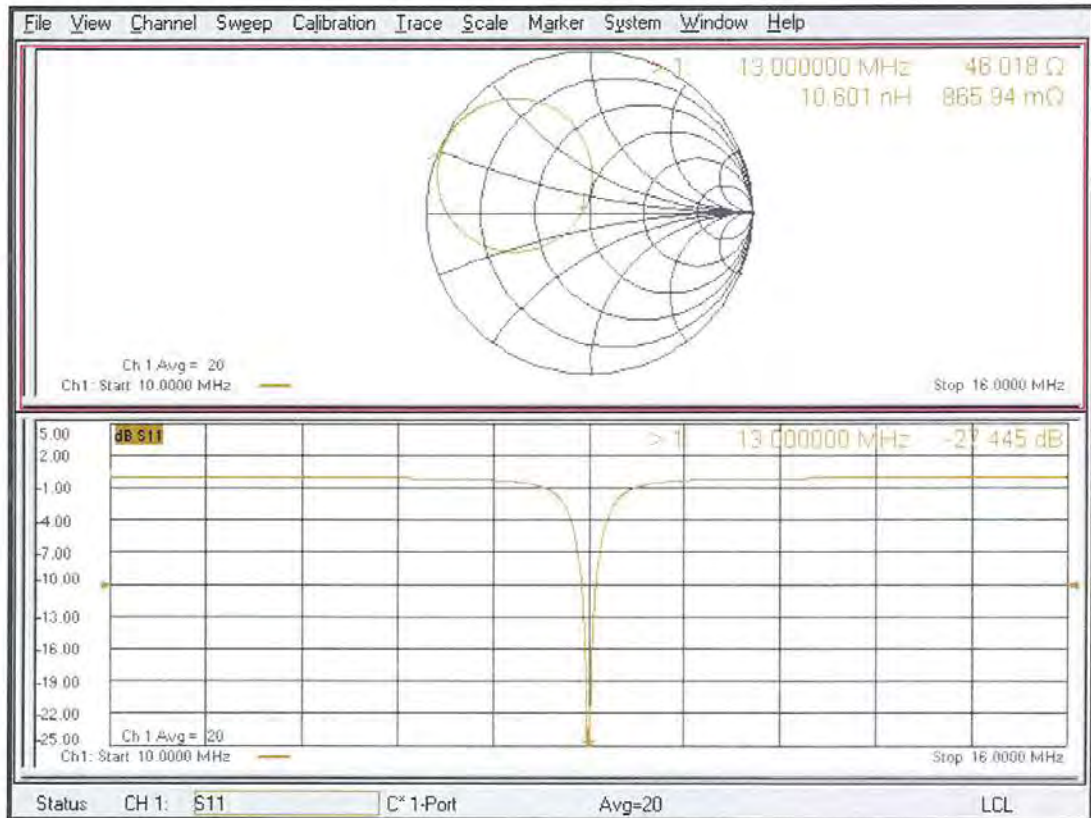 File View Channel Sweep Calibration Trace Scale Marker System Window Help
> 1: 13.000000 MHz 46.018 Ω
10.601 nH 865.94 mΩ
Ch 1 Avg = 20
Ch1: Start 10.0000 MHz
Stop 16.0000 MHz
dB S11
> 1: 13.000000 MHz -27.445 dB
5.00
2.00
-1.00
-4.00
-7.00
-10.00
-13.00
-16.00
-19.00
-22.00
-25.00
Ch 1 Avg = 20
Ch1: Start 10.0000 MHz
Stop 16.0000 MHz
Status CH 1: S11 C* 1-Port Avg=20 LCL